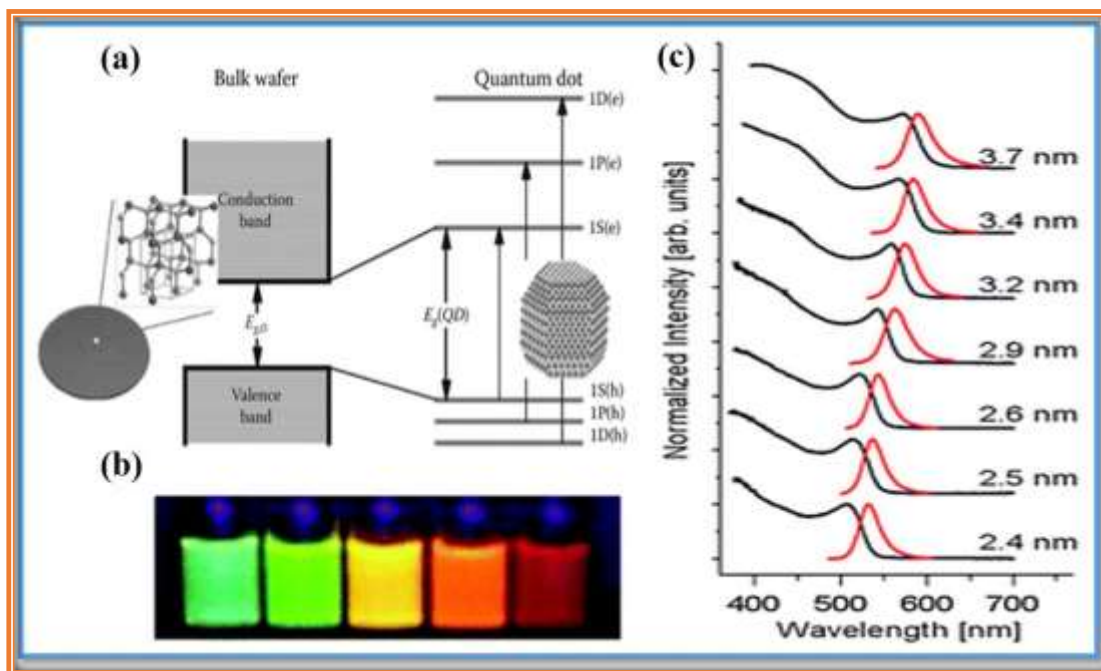 (a)
Bulk wafer
Quantum dot
1D(e)
1P(e)
Conduction
band
1S(e)
Eg,0
Eg(QD)
Valence
band
1S(h)
1P(h)
1D(h)
(b)
(c)
Normalized Intensity [arb. units]
3.7 nm
3.4 nm
3.2 nm
2.9 nm
2.6 nm
2.5 nm
2.4 nm
400 500 600 700
Wavelength [nm]